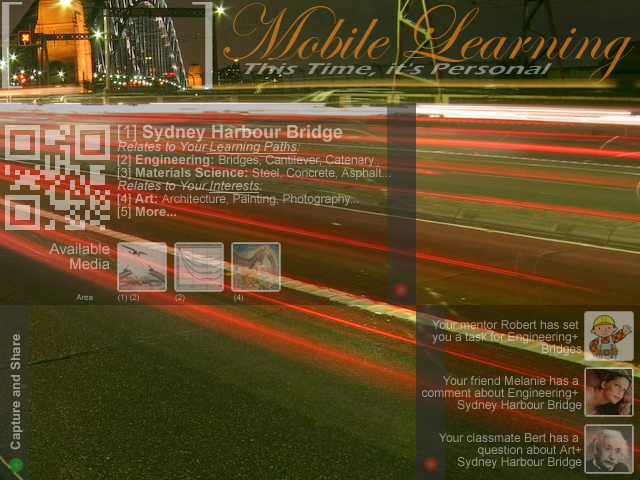 Mobile Learning
This Time, it's Personal
[1] Sydney Harbour Bridge
Relates to Your Learning Paths:
[2] Engineering: Bridges, Cantilever, Catenary...
[3] Materials Science: Steel, Concrete, Asphalt...
Relates to Your Interests:
[4] Art: Architecture, Painting, Photography...
[5] More...
Available
Media
Area (1) (2) (2) (4)
Capture and Share
Your mentor Robert has set
you a task for Engineering+
Bridges
Your friend Melanie has a
comment about Engineering+
Sydney Harbour Bridge
Your classmate Bert has a
question about Art+
Sydney Harbour Bridge